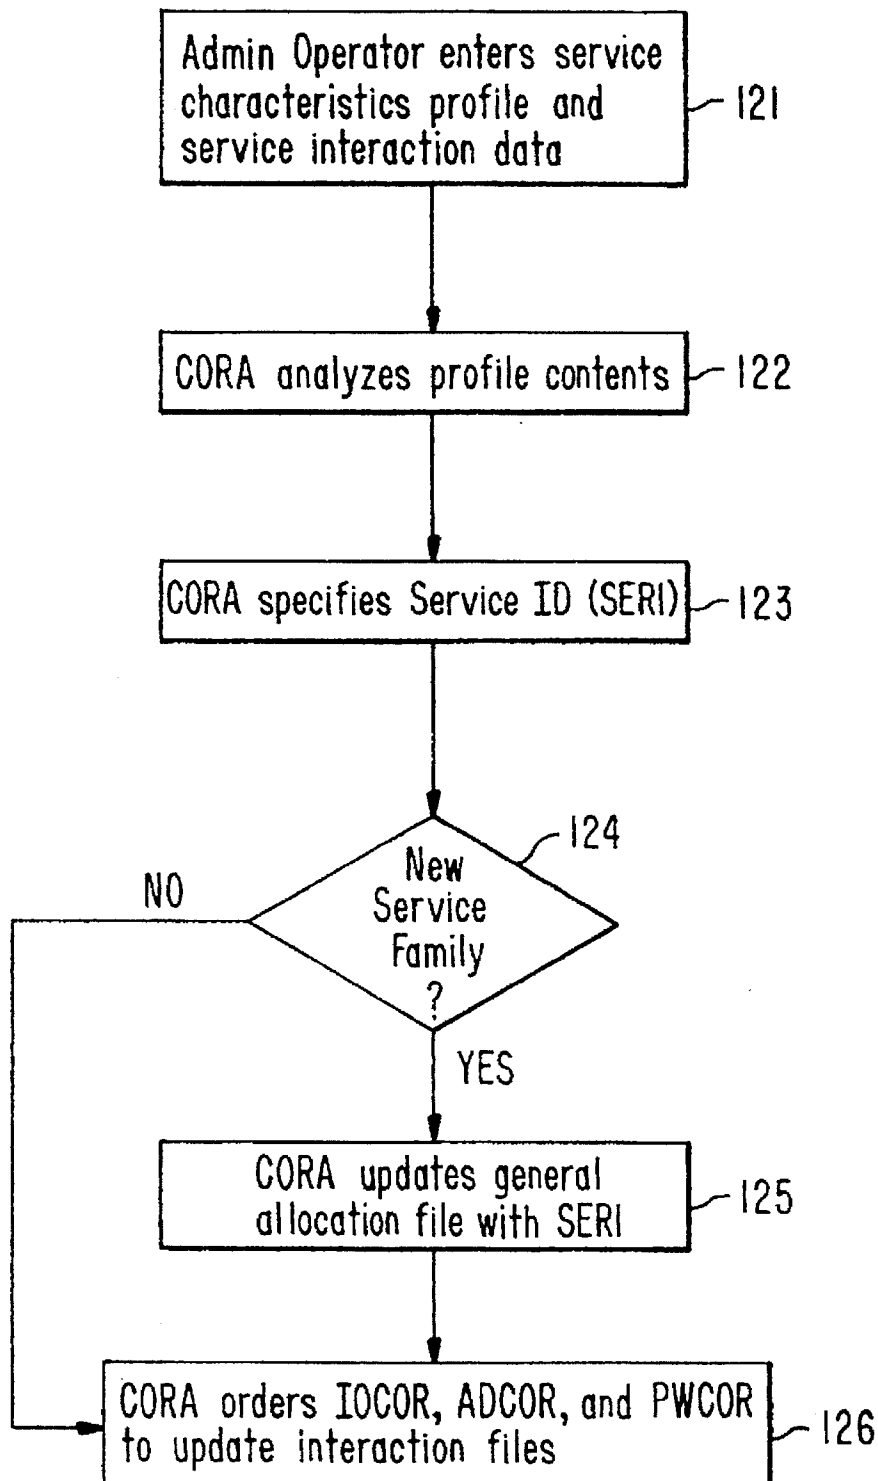 Admin Operator enters service
characteristics profile and
service interaction data
121
CORA analyzes profile contents
122
CORA specifies Service ID (SERI)
123
124
New
Service
Family
?
NO
YES
CORA updates general
allocation file with SERI
125
CORA orders IOCOR, ADCOR, and PWCOR
to update interaction files
126